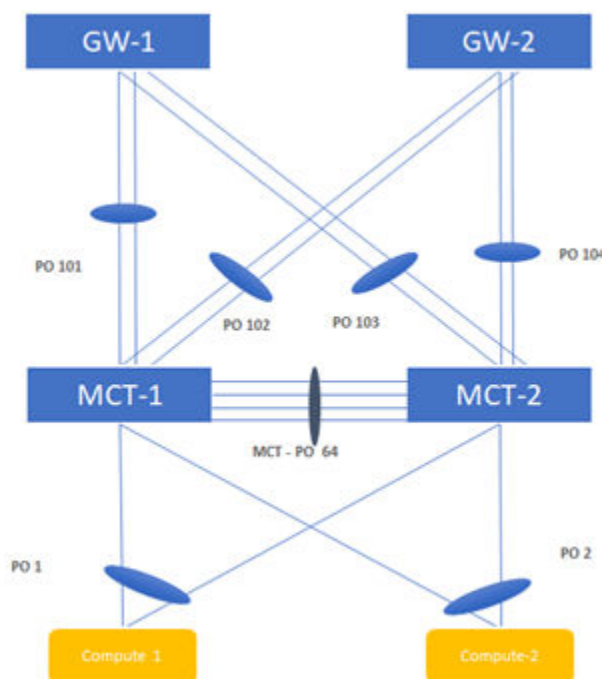 GW-1
GW-2
PO 101
PO 104
PO 102
PO 103
MCT-1
MCT-2
MCT - PO 64
PO 1
PO 2
Compute 1
Compute-2